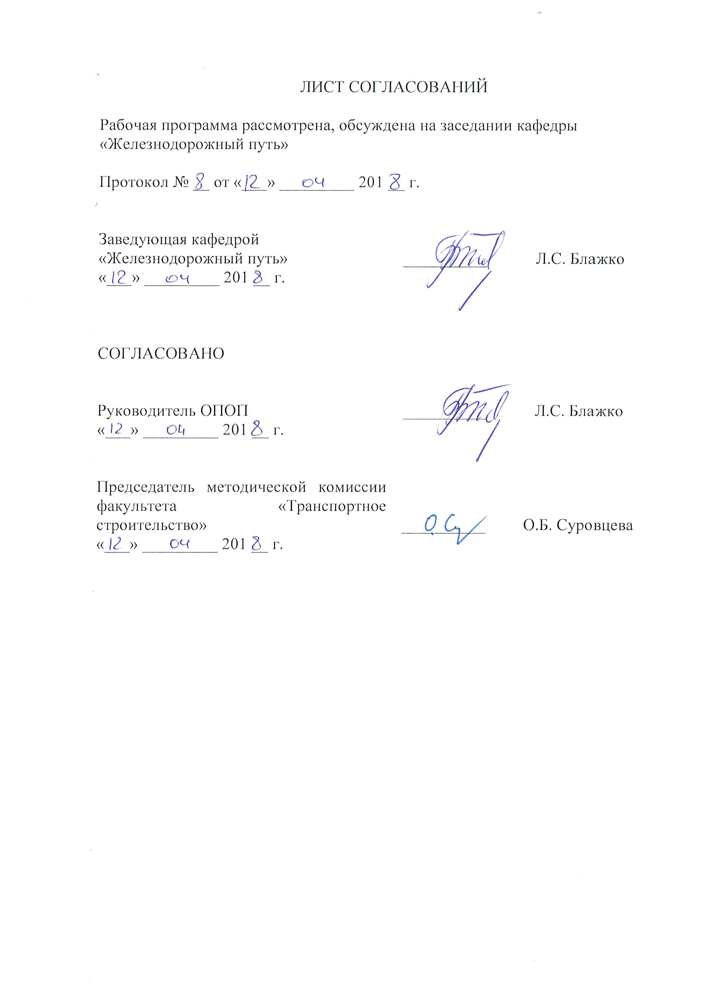 ЛИСТ СОГЛАСОВАНИЙ
Рабочая программа рассмотрена, обсуждена на заседании кафедры
«Железнодорожный путь»
Протокол № 8 от «12» 04 2018 г.
Заведующая кафедрой
«Железнодорожный путь» Л.С. Блажко
«12» 04 2018 г.
СОГЛАСОВАНО
Руководитель ОПОП Л.С. Блажко
«12» 04 2018 г.
Председатель методической комиссии
факультета «Транспортное
строительство» О.Б. Суровцева
«12» 04 2018 г.